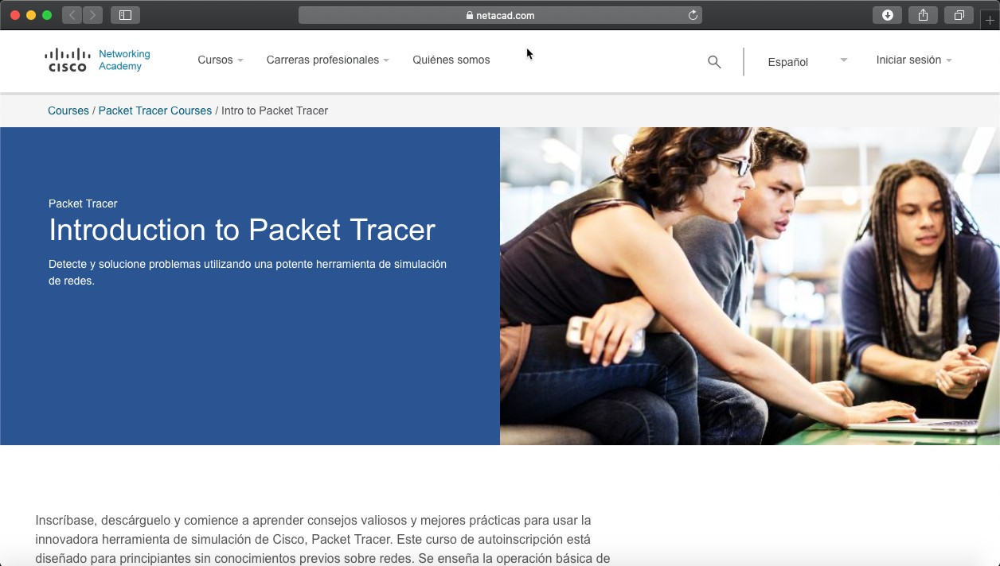 netacad.com
CISCO
Networking
Academy
Cursos
Carreras profesionales
Quiénes somos
Español
Iniciar sesión
Courses / Packet Tracer Courses / Intro to Packet Tracer
Packet Tracer
Introduction to Packet Tracer
Detecte y solucione problemas utilizando una potente herramienta de simulación
de redes.
Inscríbase, descárguelo y comience a aprender consejos valiosos y mejores prácticas para usar la
innovadora herramienta de simulación de Cisco, Packet Tracer. Este curso de autoinscripción está
diseñado para principiantes sin conocimientos previos sobre redes. Se enseña la operación básica de